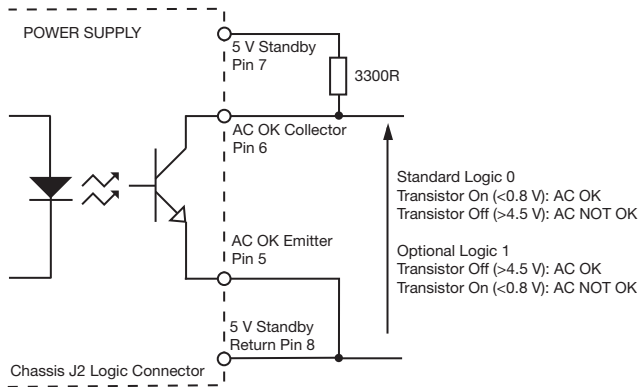 POWER SUPPLY
5 V Standby
Pin 7
3300R
AC OK Collector
Pin 6
Standard Logic 0
Transistor On (<0.8 V): AC OK
Transistor Off (>4.5 V): AC NOT OK
Optional Logic 1
Transistor Off (>4.5 V): AC OK
Transistor On (<0.8 V): AC NOT OK
AC OK Emitter
Pin 5
5 V Standby
Return Pin 8
Chassis J2 Logic Connector